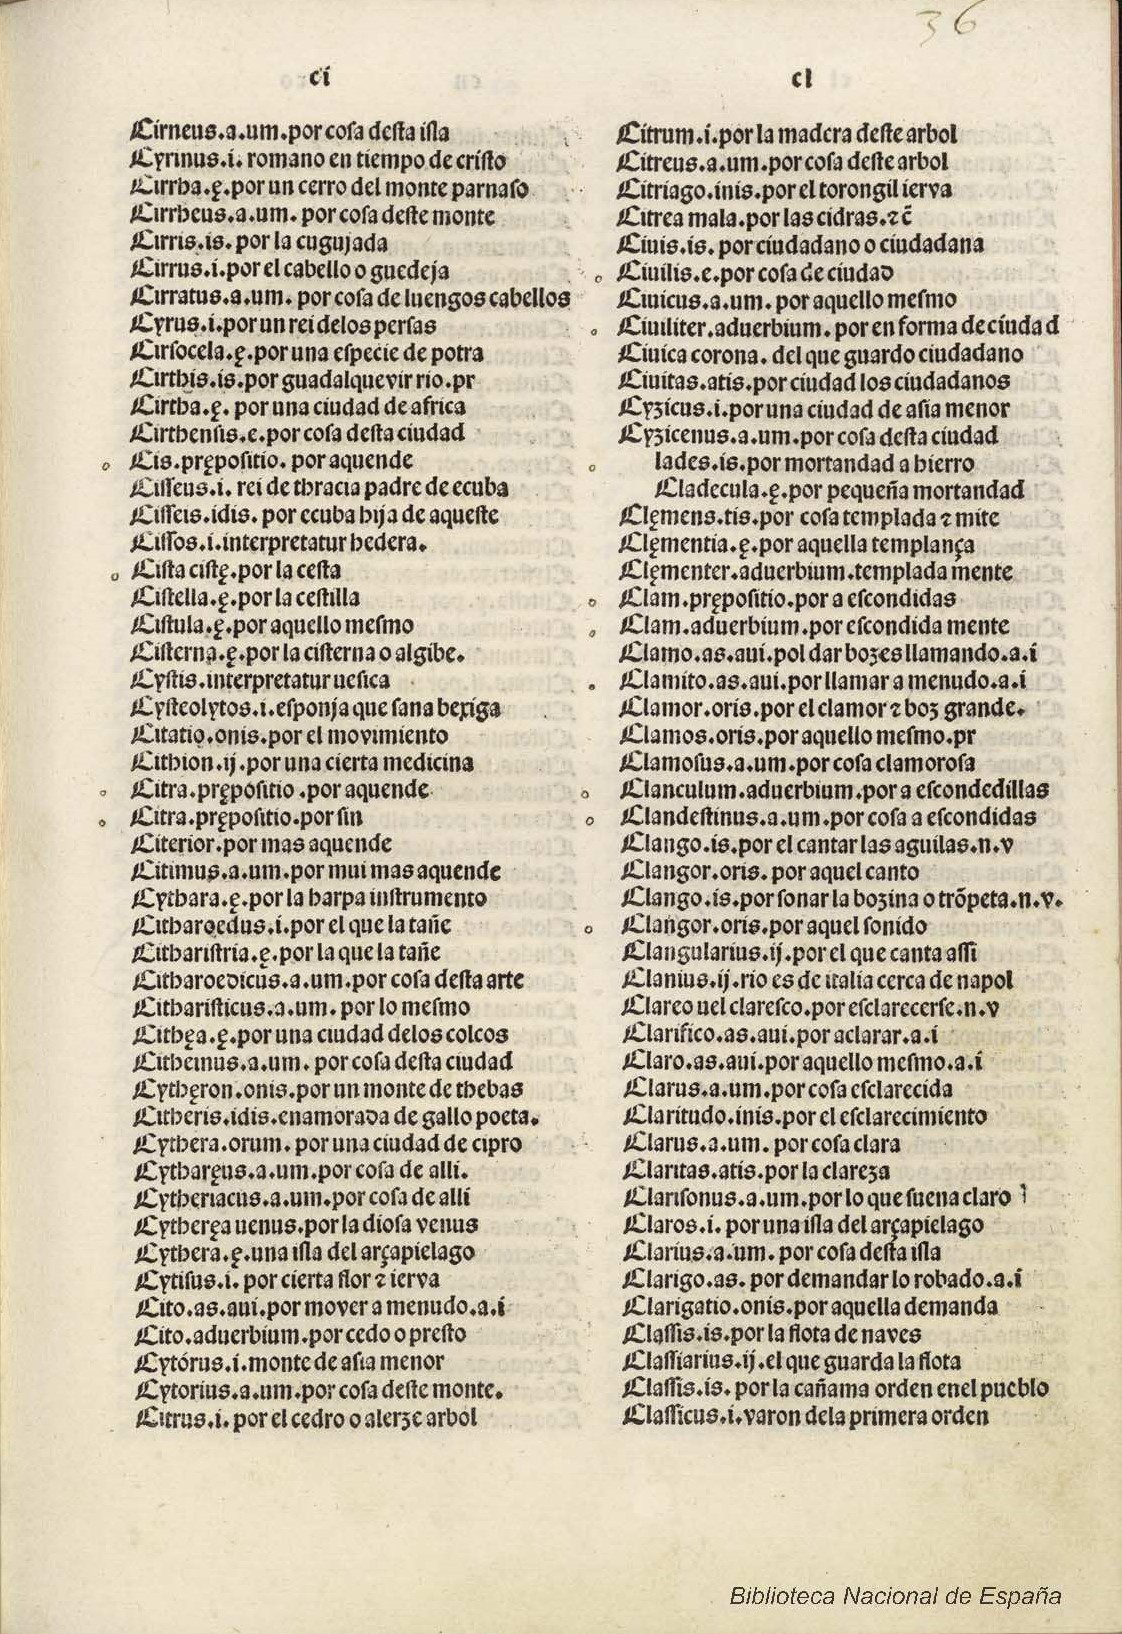 36
ci
Cirneus.a.um.por cosa desta isla
Cyrinus.i. romano en tiempo de cristo
Cirrha.ę.por un cerro del monte parnaso
Cirrheus.a.um. por cosa deste monte
Cirris.is. por la cugujada
Cirrus.i.por el cabello o guedeja
Cirratus.a.um. por cosa de luengos cabellos
Cyrus.i.por un rei delos persas
Cirsocela.ę.por una especie de potra
Cirthis.is.por guadalquevir rio.pr
Cirtha.ę. por una ciudad de africa
Cirthensis.e.por cosa desta ciudad
Cis.prępositio. por aquende
Cisseus.i. rei de thracia padre de ecuba
Cisseis.idis. por ecuba hija de aqueste
Cissos.i.interpretatur hedera.
Cista cistę.por la cesta
Cistella.ę.por la cestilla
Cistula.ę.por aquello mesmo
Cisterna.ę.por la cisterna o algibe.
Cystis.interpretatur uesica
Cysteolytos.i.esponja que sana bexiga
Citatio.onis.por el movimiento
Cithion.ij.por una cierta medicina
Citra.prępositio .por aquende
Citra.prępositio.por sin
Citerior.por mas aquende
Citimus.a.um.por mui mas aquende
Cythara.ę.por la harpa instrumento
Citharoedus.i.por el que la tañe
Citharistria.ę.por la que la tañe
Citharoedicus.a.um.por cosa desta arte
Citharisticus.a.um. por lo mesmo
Cithęa.ę.por una ciudad delos colcos
Citheinus.a.um. por cosa desta ciudad
Cythęron.onis.por un monte de thebas
Citheris.idis.enamorada de gallo poeta.
Cythera.orum. por una ciudad de cipro
Cytharęus.a.um.por cosa de alli.
Cytheriacus.a.um.por cosa de alli
Cytheręa uenus.por la diosa venus
Cythera.ę.una isla del arçapielago
Cytisus.i. por cierta flor ⁊ ierva
Cito.as.aui.por mover a menudo.a.i
Cito.aduerbium.por cedo o presto
Cytórus.i.monte de asia menor
Cytorius.a.um.por cosa deste monte.
Citrus.i. por el cedro o alerze arbol
cl
Citrum.i.por la madera deste arbol
Citreus.a.um.por cosa deste arbol
Citriago.inis.por el torongil ierva
Citrea mala.por las cidras.⁊c̃
Ciuis.is. por ciudadano o ciudadana
Ciuilis.e.por cosa de ciudad
Ciuicus.a.um. por aquello mesmo
Ciuiliter.aduerbium. por en forma de ciudad
Ciuica corona. del que guardo ciudadano
Ciuitas.atis.por ciudad los ciudadanos
Cyzicus.i.por una ciudad de asia menor
Cyzicenus.a.um.por cosa desta ciudad
lades.is.por mortandad a hierro
Cladecula.ę.por pequeña mortandad
Clęmens.tis.por cosa templada ⁊ mite
Clęmentia.ę.por aquella templança
Clęmenter.aduerbium.templada mente
Clam.prępositio.por a escondidas
Clam.aduerbium.por escondida mente
Clamo.as.aui.pol dar bozes llamando.a.i
Clamito.as.aui.por llamar a menudo.a.i
Clamor.oris.por el clamor ⁊ boz grande.
Clamos.oris.por aquello mesmo.pr
Clamosus.a.um.por cosa clamorosa
Clanculum.aduerbium.por a escondedillas
Clandestinus.a.um.por cosa a escondidas
Clango.is.por el cantar las aguilas.n.v
Clangor.oris. por aquel canto
Clango.is.por sonar la bozina o trõpeta.n.v.
Clangor.oris.por aquel sonido
Clangularius.ij.por el que canta assi
Clanius.ij.rio es de italia cerca de napol
Clareo uel claresco.por esclarecerse.n.v
Clarifico.as.aui.por aclarar.a.i
Claro.as.aui.por aquello mesmo.a.i
Clarus.a.um.por cosa esclarecida
Claritudo.inis.por el esclarecimiento
Clarus.a.um. por cosa clara
Claritas.atis.por la clareza
Clarisonus.a.um.por lo que suena claro
Claros.i. por una isla del arçapielago
Clarius.a.um. por cosa desta isla
Clarigo.as. por demandar lo robado.a.i
Clarigatio.onis.por aquella demanda
Classis.is.por la flota de naves
Classiarius.ij.el que guarda la flota
Classis.is. por la cañama orden enel pueblo
Classicus.i.varon dela primera orden
Biblioteca Nacional de España